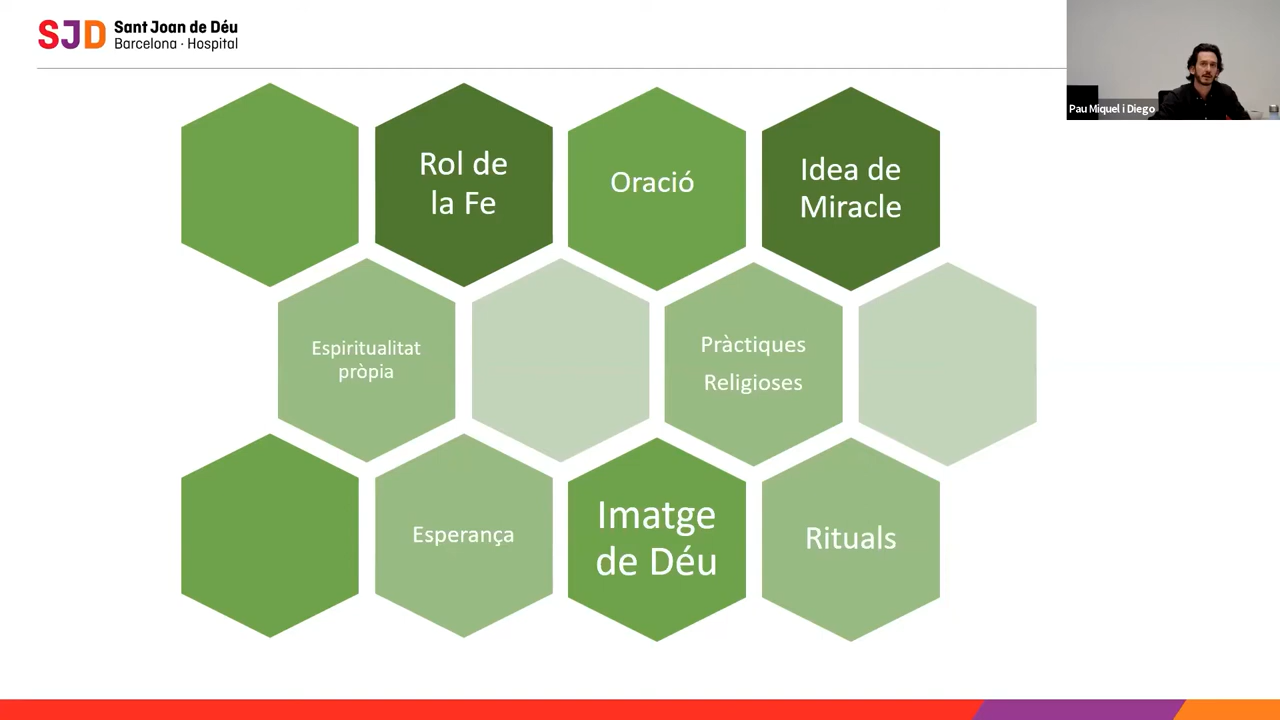 SJD Sant Joan de Déu
Barcelona · Hospital
Pau Miquel i Diego
Rol de
la Fe
Oració
Idea de
Miracle
Espiritualitat
pròpia
Pràctiques
Religioses
Esperança
Imatge
de Déu
Rituals